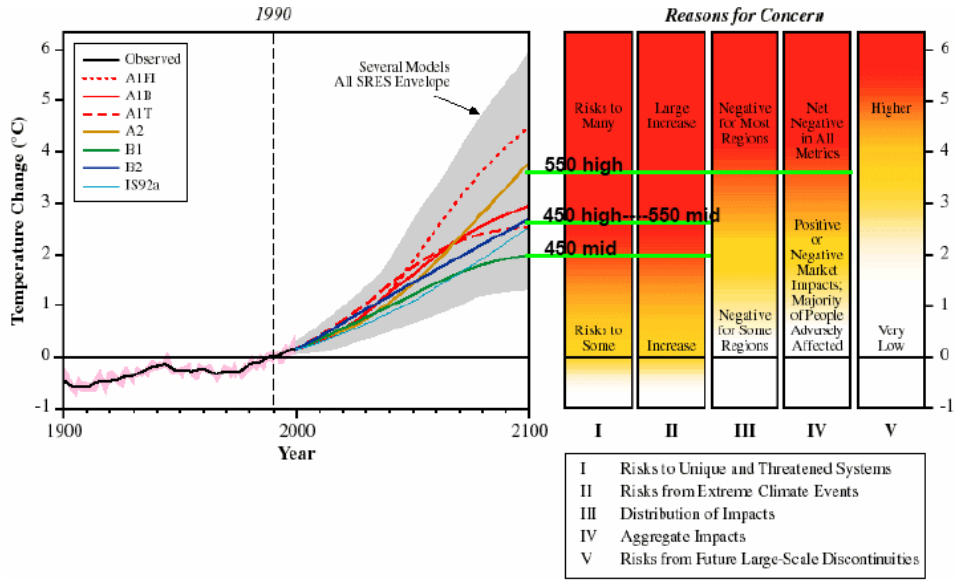 1990
Reasons for Concern
Temperature Change (°C)
6
5
4
3
2
1
0
-1
Observed
A1FI
A1B
A1T
A2
B1
B2
IS92a
Several Models
All SRES Envelope
1900
2000
2100
Year
550 high
450 high----550 mid
450 mid
Risks to
Many
Risks to
Some
Large
Increase
Increase
Negative
for Most
Regions
Negative
for Some
Regions
Net
Negative
in All
Metrics
Positive
or
Negative
Market
Impacts;
Majority
of People
Adversely
Affected
Higher
Very
Low
6
5
4
3
2
1
0
-1
I
II
III
IV
V
I Risks to Unique and Threatened Systems
II Risks from Extreme Climate Events
III Distribution of Impacts
IV Aggregate Impacts
V Risks from Future Large-Scale Discontinuities